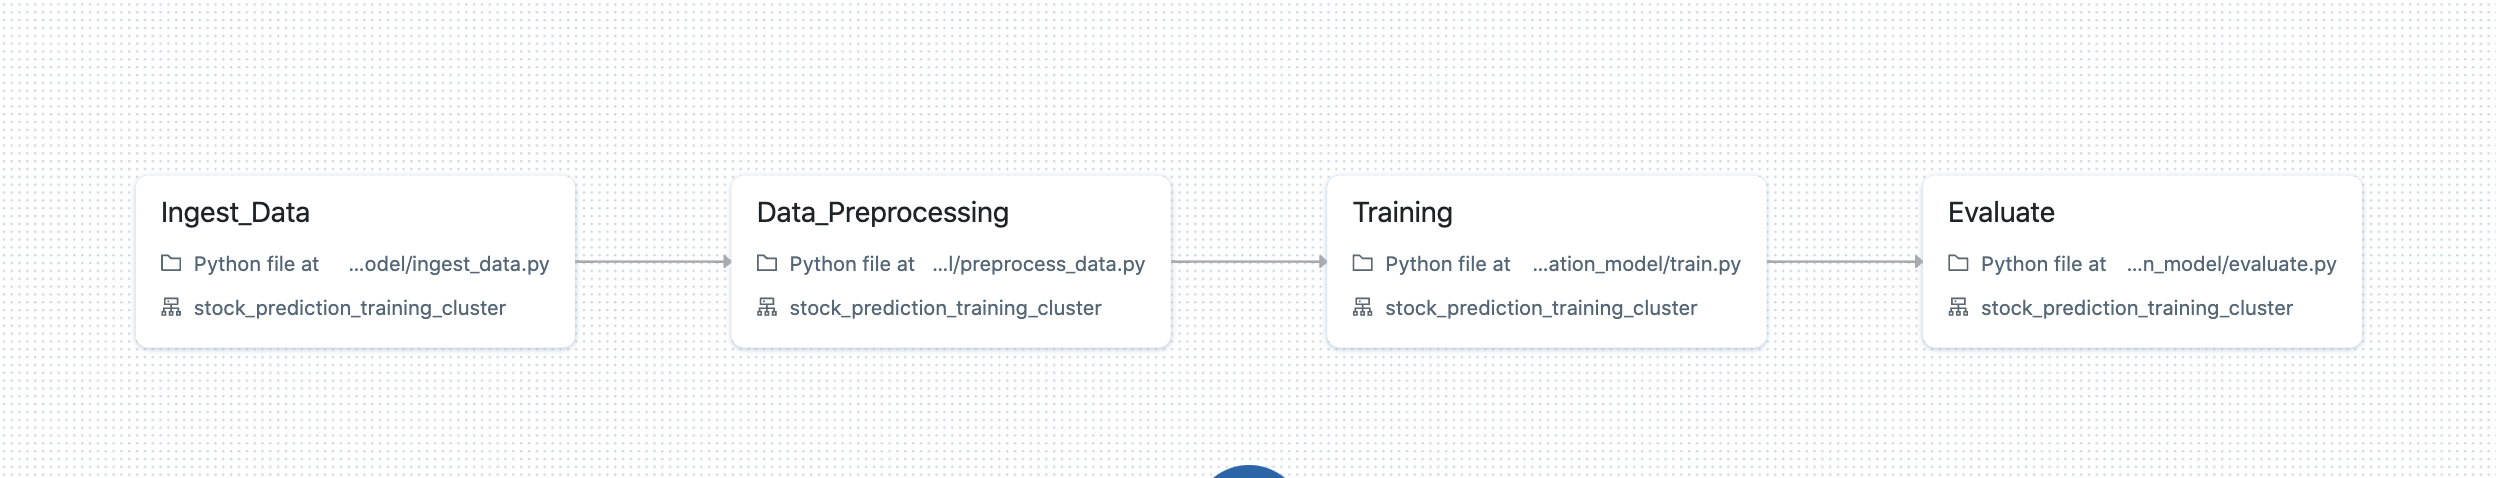 Ingest_Data
Python file at ...odel/ingest_data.py
stock_prediction_training_cluster
Data_Preprocessing
Python file at ...l/preprocess_data.py
stock_prediction_training_cluster
Training
Python file at ...ation_model/train.py
stock_prediction_training_cluster
Evaluate
Python file at ...n_model/evaluate.py
stock_prediction_training_cluster